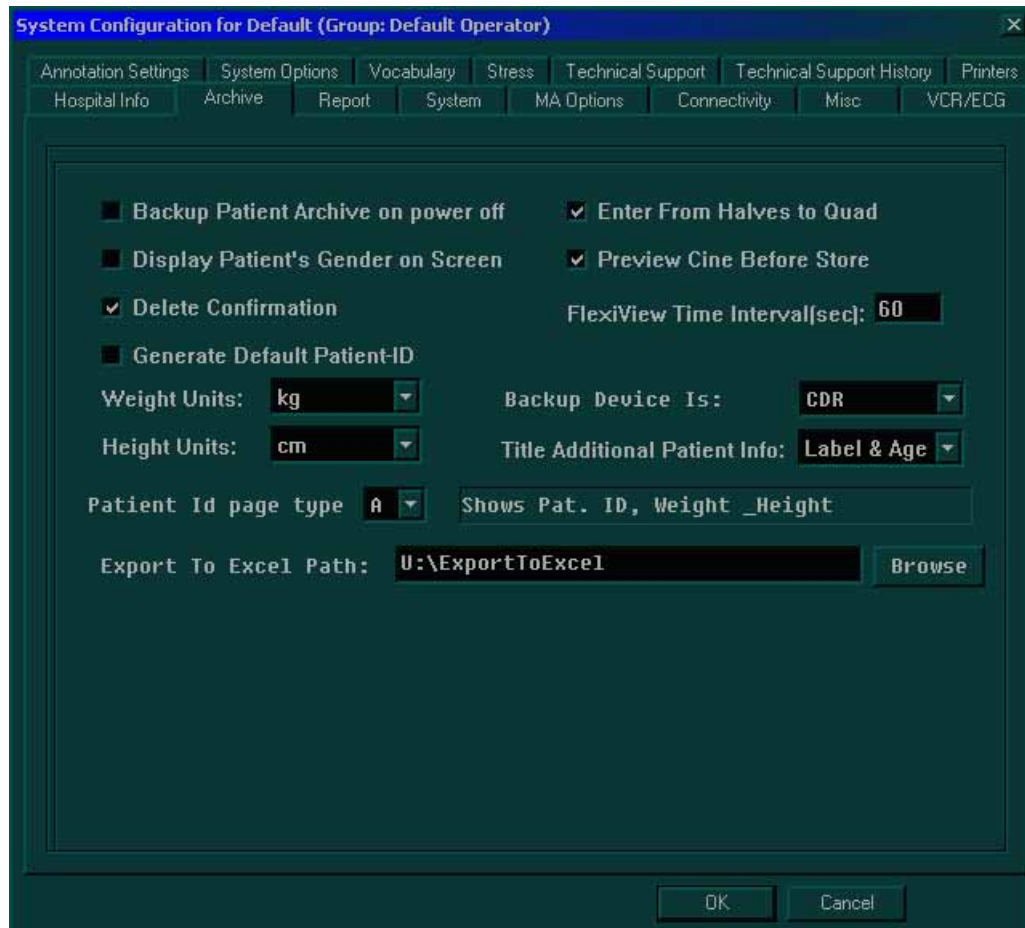 System Configuration for Default (Group: Default Operator)
Annotation Settings System Options Vocabulary Stress Technical Support Technical Support History Printers
Hospital Info Archive Report System MA Options Connectivity Misc VCR/ECG
Backup Patient Archive on power off Enter From Halves to Quad
Display Patient's Gender on Screen Preview Cine Before Store
Delete Confirmation FlexiView Time Interval(sec): 60
Generate Default Patient-ID
Weight Units: kg Backup Device Is: CDR
Height Units: cm Title Additional Patient Info: Label & Age
Patient Id page type A Shows Pat. ID, Weight _Height
Export To Excel Path: U:\ExportToExcel Browse
OK Cancel